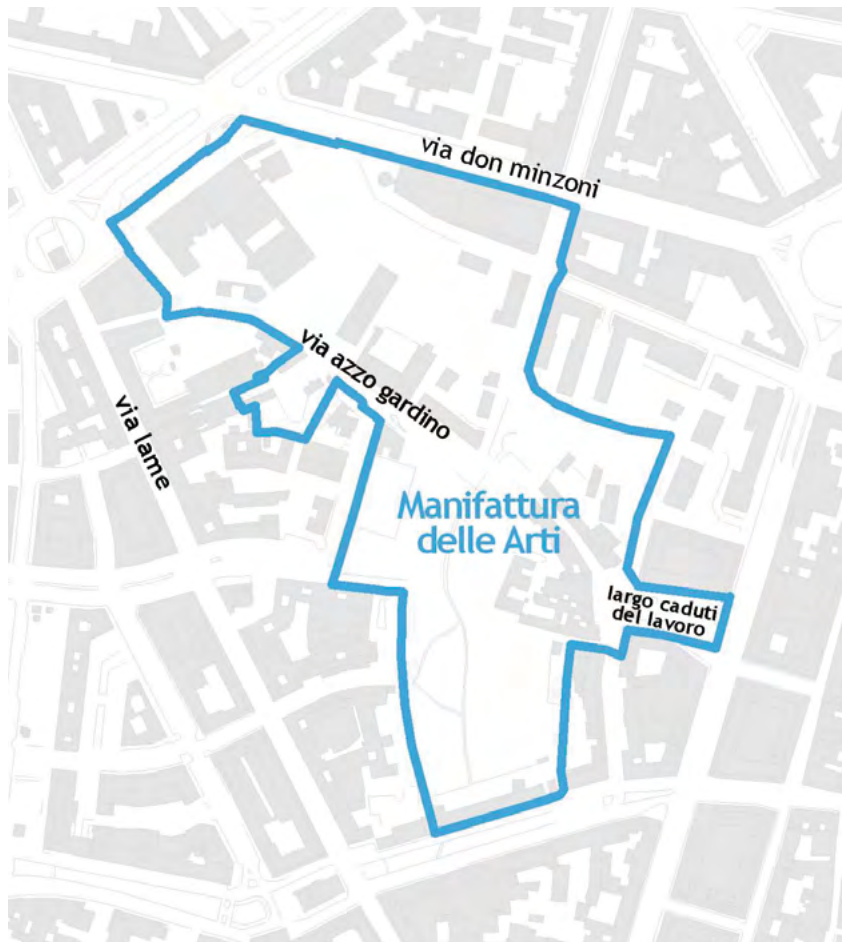 via don minzoni
via azzo gardino
via lame
Manifattura
delle Arti
largo caduti
del lavoro